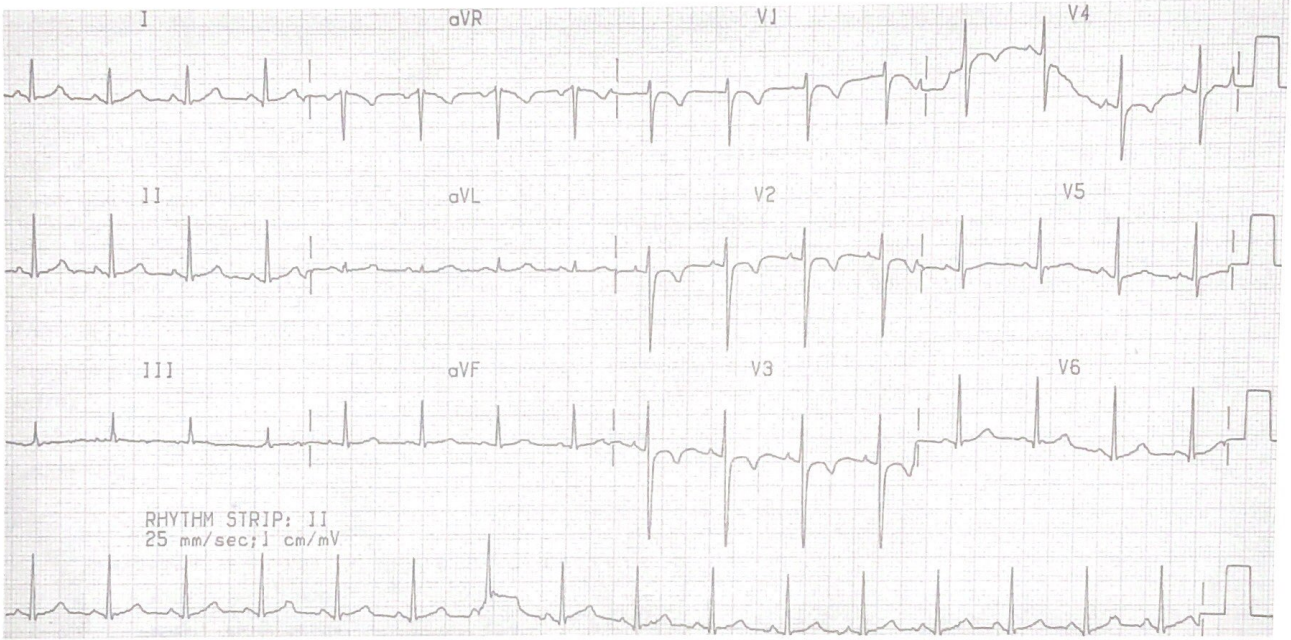 I aVR V1 V4
II aVL V2 V5
III aVF V3 V6
RHYTHM STRIP: II
25 mm/sec;1 cm/mV